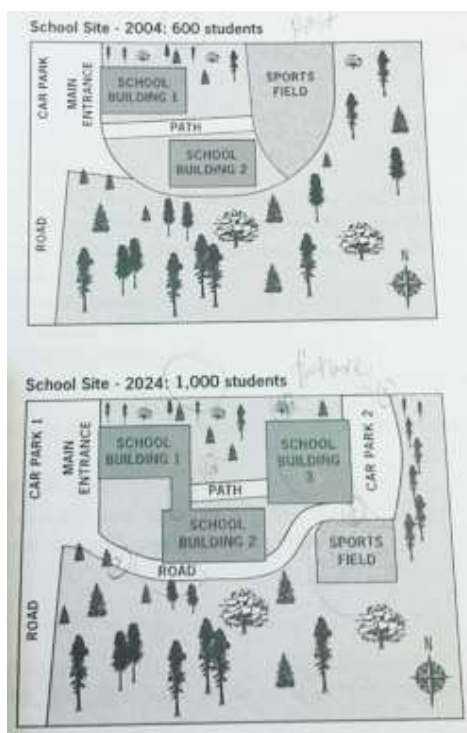 School Site - 2004: 600 students
past
CAR PARK
MAIN
ENTRANCE
SCHOOL
BUILDING 1
SPORTS
FIELD
PATH
SCHOOL
BUILDING 2
ROAD
N
future
School Site - 2024: 1,000 students
CAR PARK 1
MAIN
ENTRANCE
SCHOOL
BUILDING 1
SCHOOL
BUILDING
3
CAR PARK 2
PATH
SCHOOL
BUILDING 2
SPORTS
FIELD
ROAD
ROAD
N